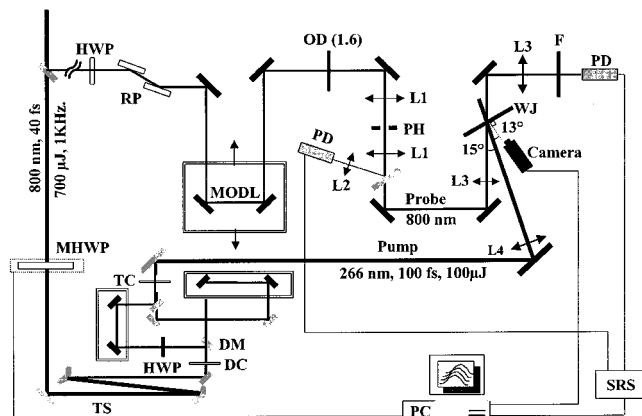 OD (1.6)
HWP
RP
L3
F
PD
L1
PH
L1
PD
L2
WJ
13°
15°
Camera
800 nm, 40 fs
700 µJ, 1KHz.
MODL
L3
Probe
800 nm
MHWP
Pump
266 nm, 100 fs, 100µJ
L4
TC
DM
HWP
DC
TS
PC
SRS